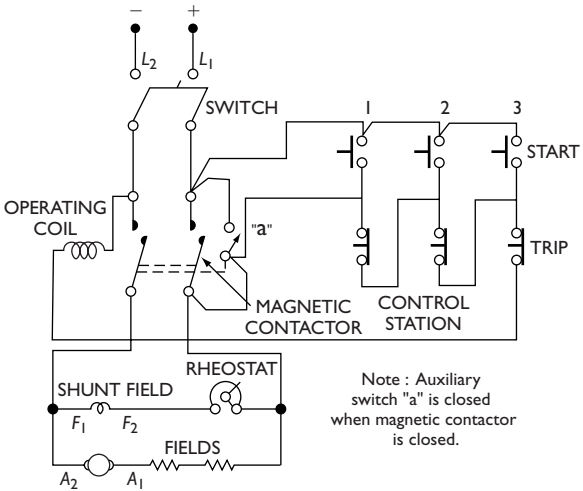 − +
L2 L1
SWITCH
1 2 3
START
OPERATING
COIL
"a"
TRIP
MAGNETIC
CONTACTOR
CONTROL
STATION
RHEOSTAT
SHUNT FIELD
F1 F2
FIELDS
A2 A1
Note : Auxiliary
switch "a" is closed
when magnetic contactor
is closed.